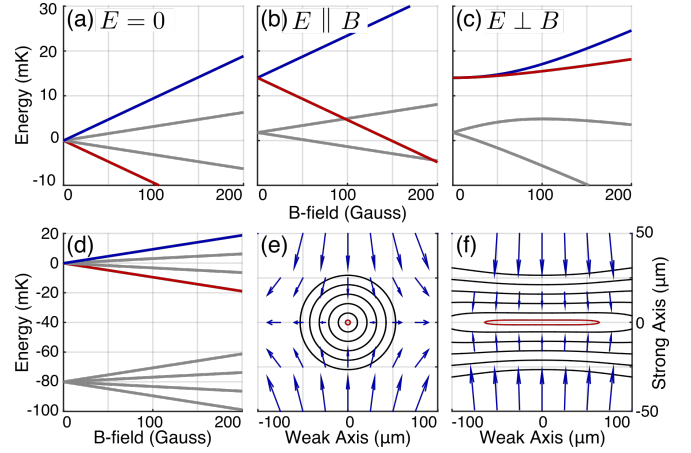 (a) E = 0
(b) E ∥ B
(c) E ⊥ B
Energy (mK)
30
20
10
0
-10
0 100 200
0 100 200
0 100 200
B-field (Gauss)
(d)
(e)
(f)
Energy (mK)
20
0
-20
-40
-60
-80
-100
0 100 200
B-field (Gauss)
-100 0 100
Weak Axis (μm)
-100 0 100
Weak Axis (μm)
50
0
-50
Strong Axis (μm)